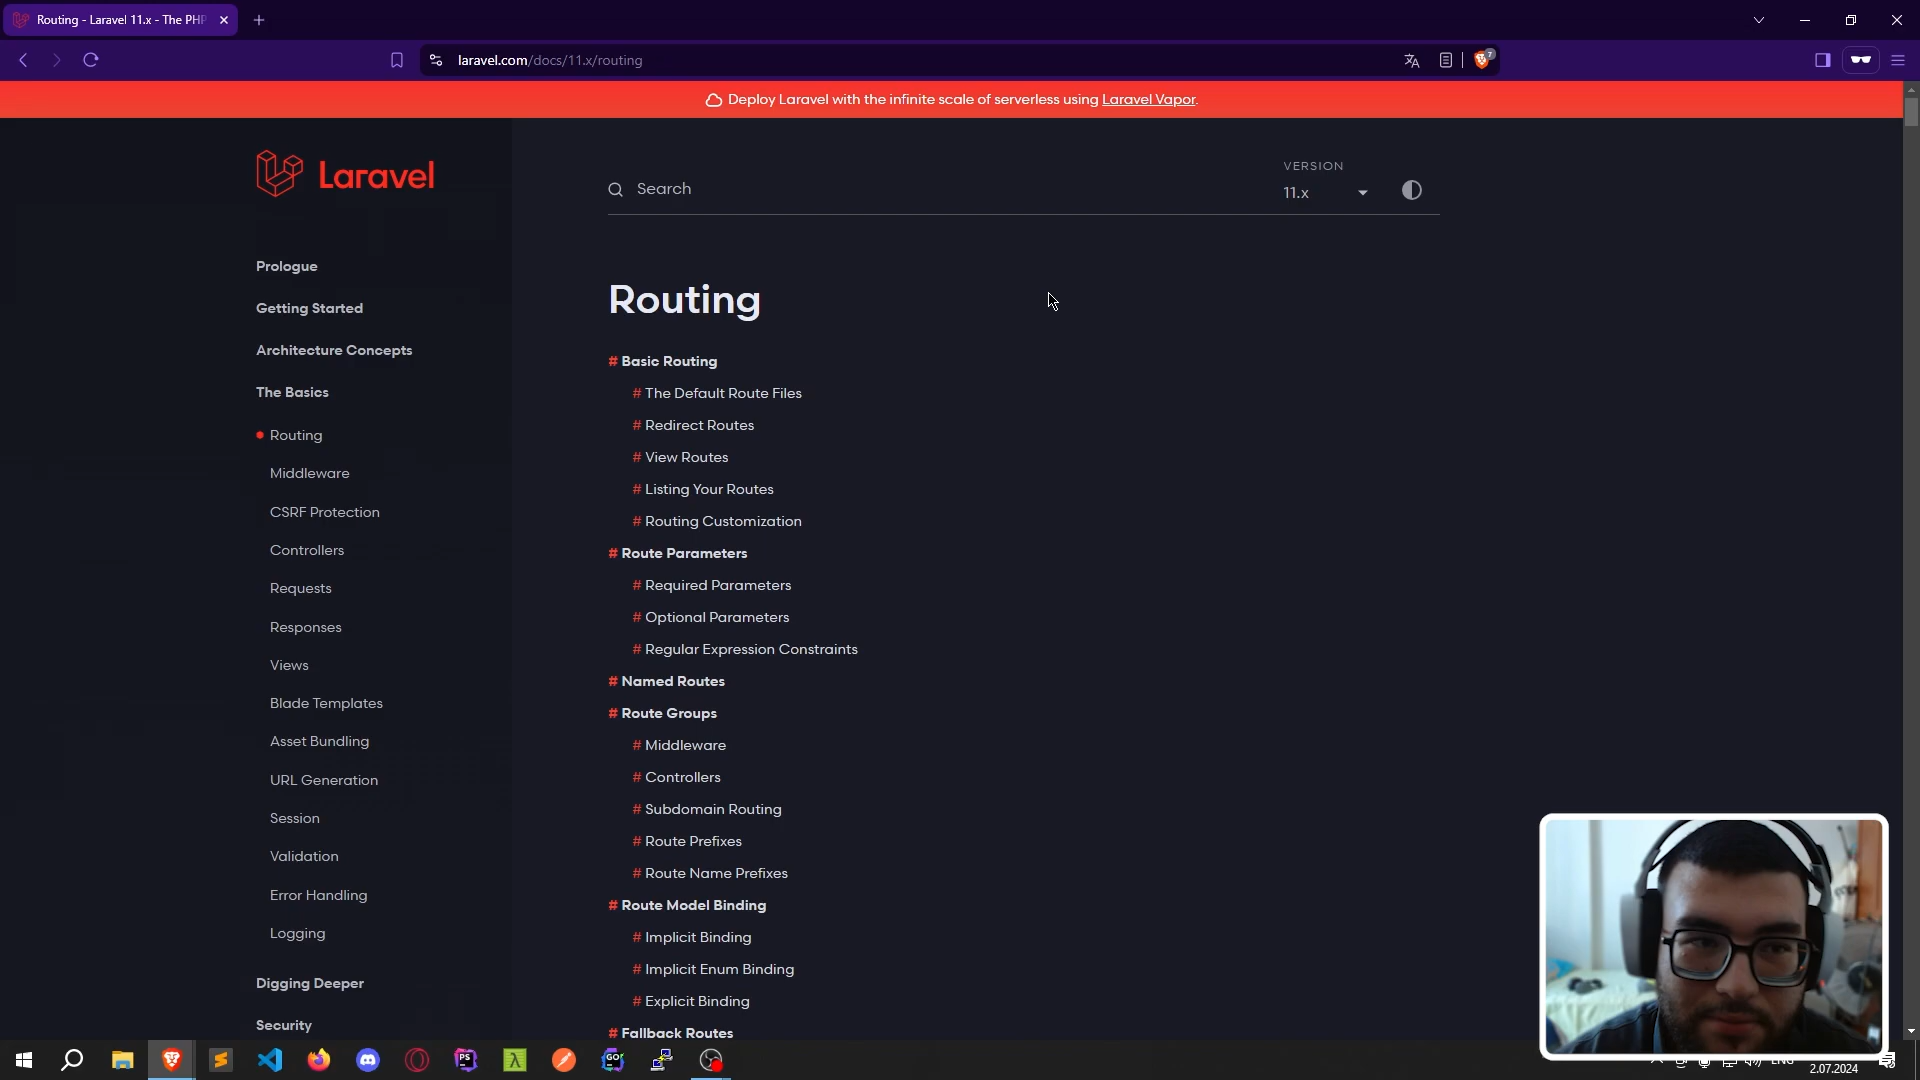 Routing - Laravel 11.x - The PHP
laravel.com/docs/11.x/routing
7
Deploy Laravel with the infinite scale of serverless using Laravel Vapor.
Laravel
Search
VERSION
11.x
Prologue
Getting Started
Architecture Concepts
The Basics
Routing
Middleware
CSRF Protection
Controllers
Requests
Responses
Views
Blade Templates
Asset Bundling
URL Generation
Session
Validation
Error Handling
Logging
Digging Deeper
Security
Routing
# Basic Routing
# The Default Route Files
# Redirect Routes
# View Routes
# Listing Your Routes
# Routing Customization
# Route Parameters
# Required Parameters
# Optional Parameters
# Regular Expression Constraints
# Named Routes
# Route Groups
# Middleware
# Controllers
# Subdomain Routing
# Route Prefixes
# Route Name Prefixes
# Route Model Binding
# Implicit Binding
# Implicit Enum Binding
# Explicit Binding
# Fallback Routes
PS
GO
ENG
2.07.2024